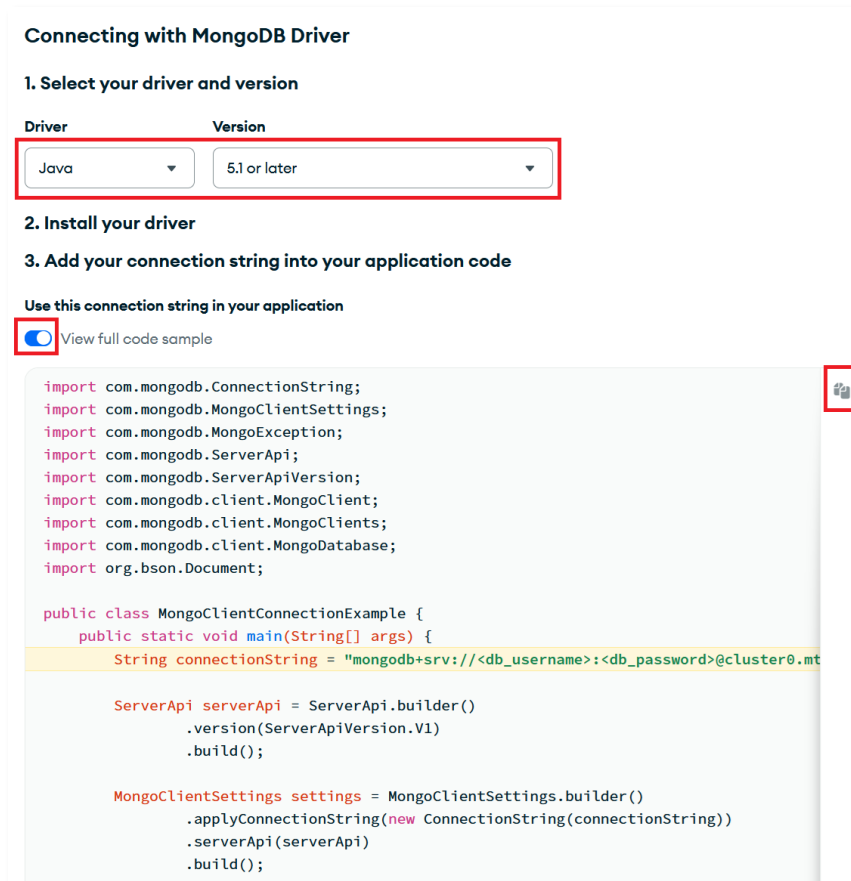 Connecting with MongoDB Driver
1. Select your driver and version
Driver Version
Java 5.1 or later
2. Install your driver
3. Add your connection string into your application code
Use this connection string in your application
View full code sample
import com.mongodb.ConnectionString;
import com.mongodb.MongoClientSettings;
import com.mongodb.MongoException;
import com.mongodb.ServerApi;
import com.mongodb.ServerApiVersion;
import com.mongodb.client.MongoClient;
import com.mongodb.client.MongoClients;
import com.mongodb.client.MongoDatabase;
import org.bson.Document;
public class MongoClientConnectionExample {
    public static void main(String[] args) {
        String connectionString = "mongodb+srv://<db_username>:<db_password>@cluster0.mt
        ServerApi serverApi = ServerApi.builder()
                .version(ServerApiVersion.V1)
                .build();
        MongoClientSettings settings = MongoClientSettings.builder()
                .applyConnectionString(new ConnectionString(connectionString))
                .serverApi(serverApi)
                .build();